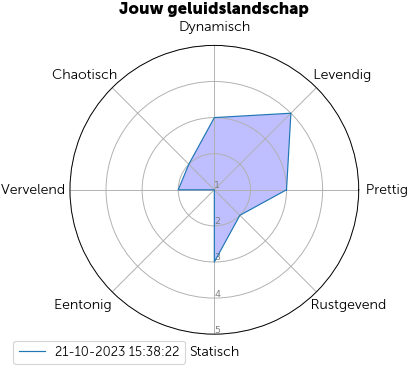 Jouw geluidslandschap
Dynamisch
Chaotisch
Levendig
Vervelend
1
Prettig
2
3
Eentonig
4
Rustgevend
5
21-10-2023 15:38:22
Statisch